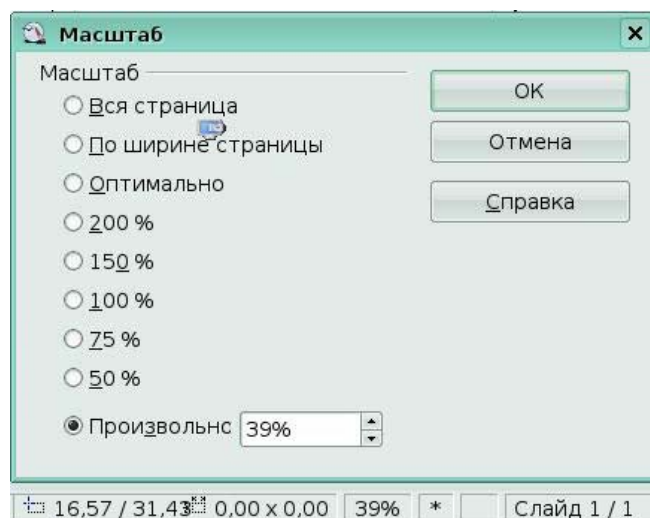 Масштаб
Масштаб
Вся страница
По ширине страницы
Оптимально
200 %
150 %
100 %
75 %
50 %
Произвольно 39%
OK
Отмена
Справка
16,57 / 31,43 0,00 x 0,00 39% * Слайд 1 / 1